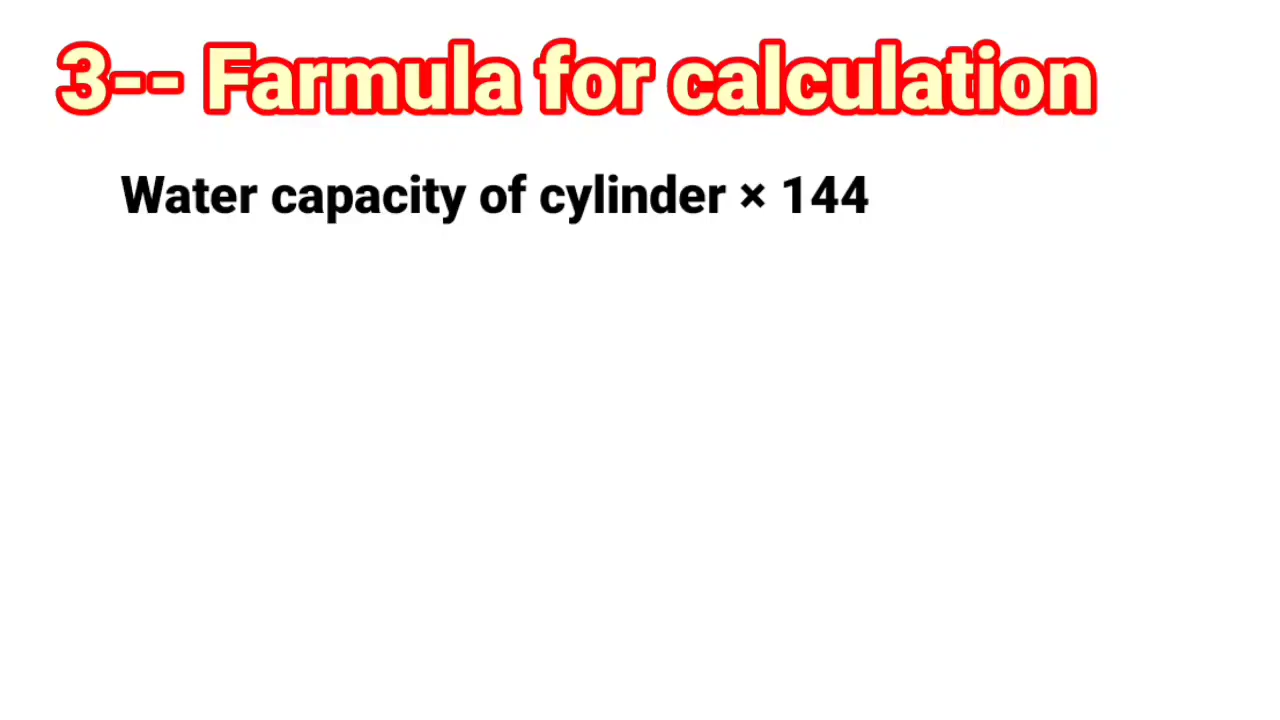 3-- Farmula for calculation
Water capacity of cylinder × 144